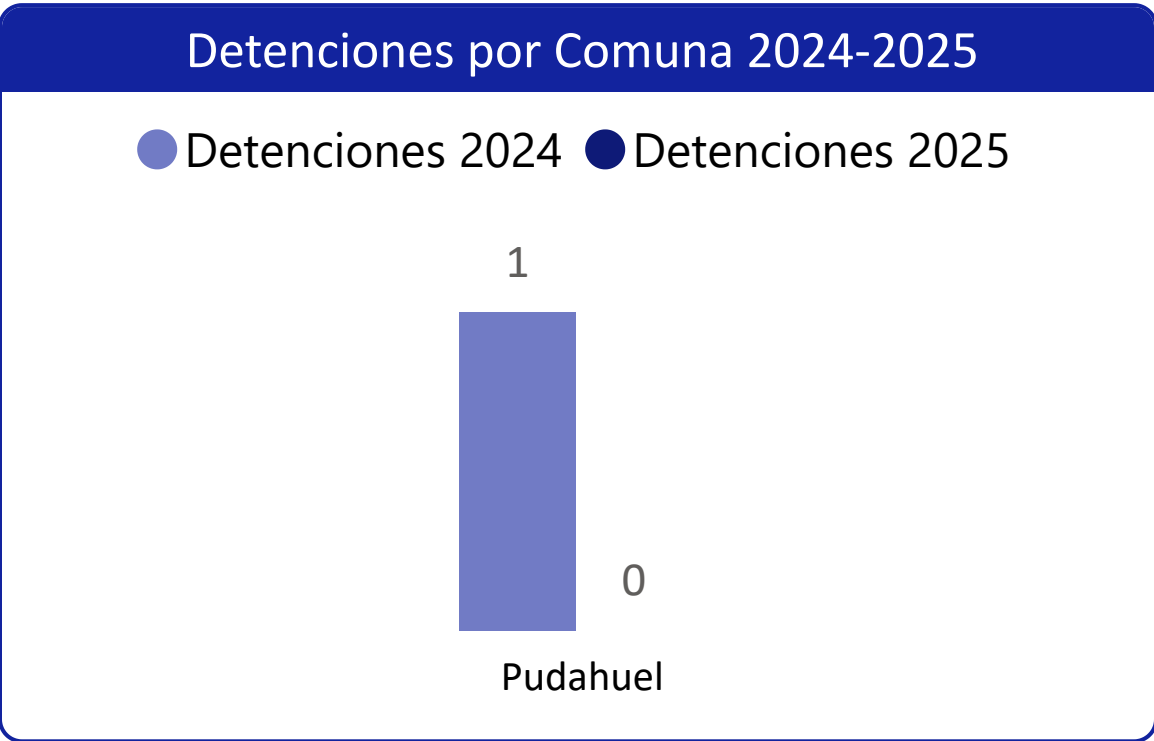 Detenciones por Comuna 2024-2025
Detenciones 2024 Detenciones 2025
1
0
Pudahuel